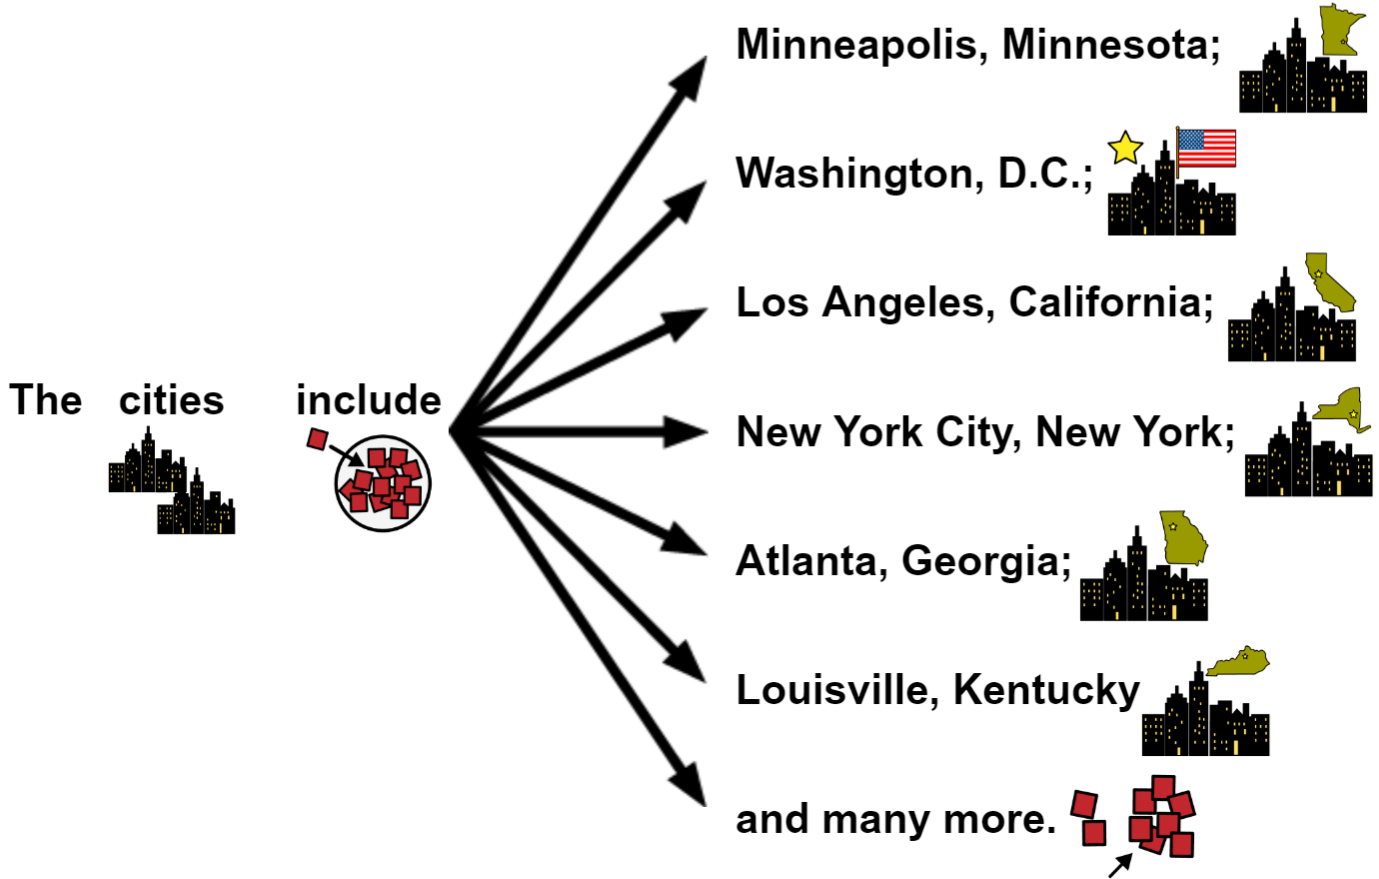 The cities include
Minneapolis, Minnesota;
Washington, D.C.;
Los Angeles, California;
New York City, New York;
Atlanta, Georgia;
Louisville, Kentucky
and many more.